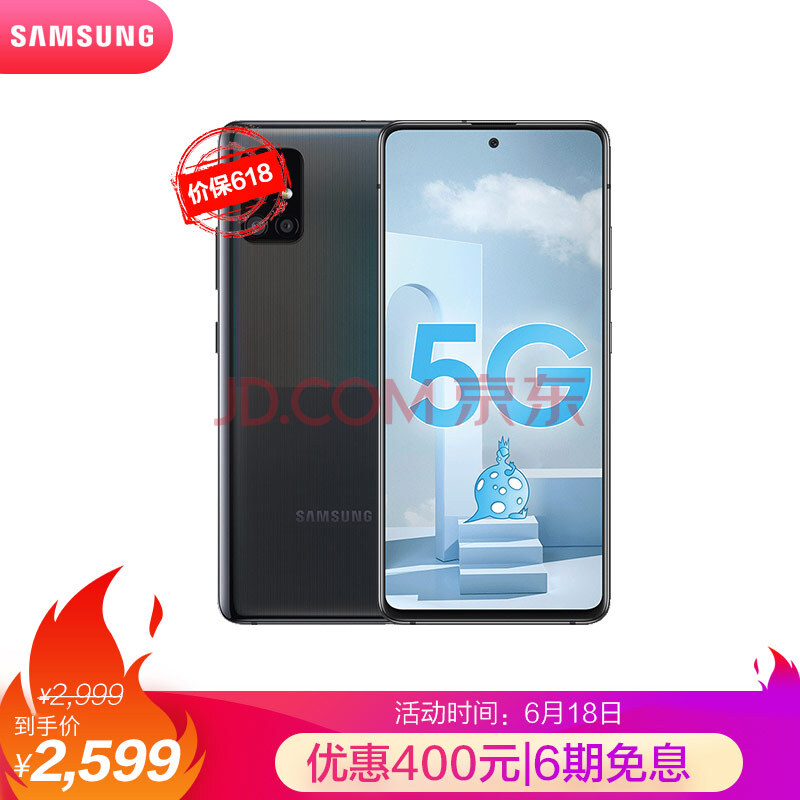 SAMSUNG
价保618
5G
JD.COM 京东
SAMSUNG
¥2,999
到手价
¥2,599
活动时间：6月18日
优惠400元|6期免息